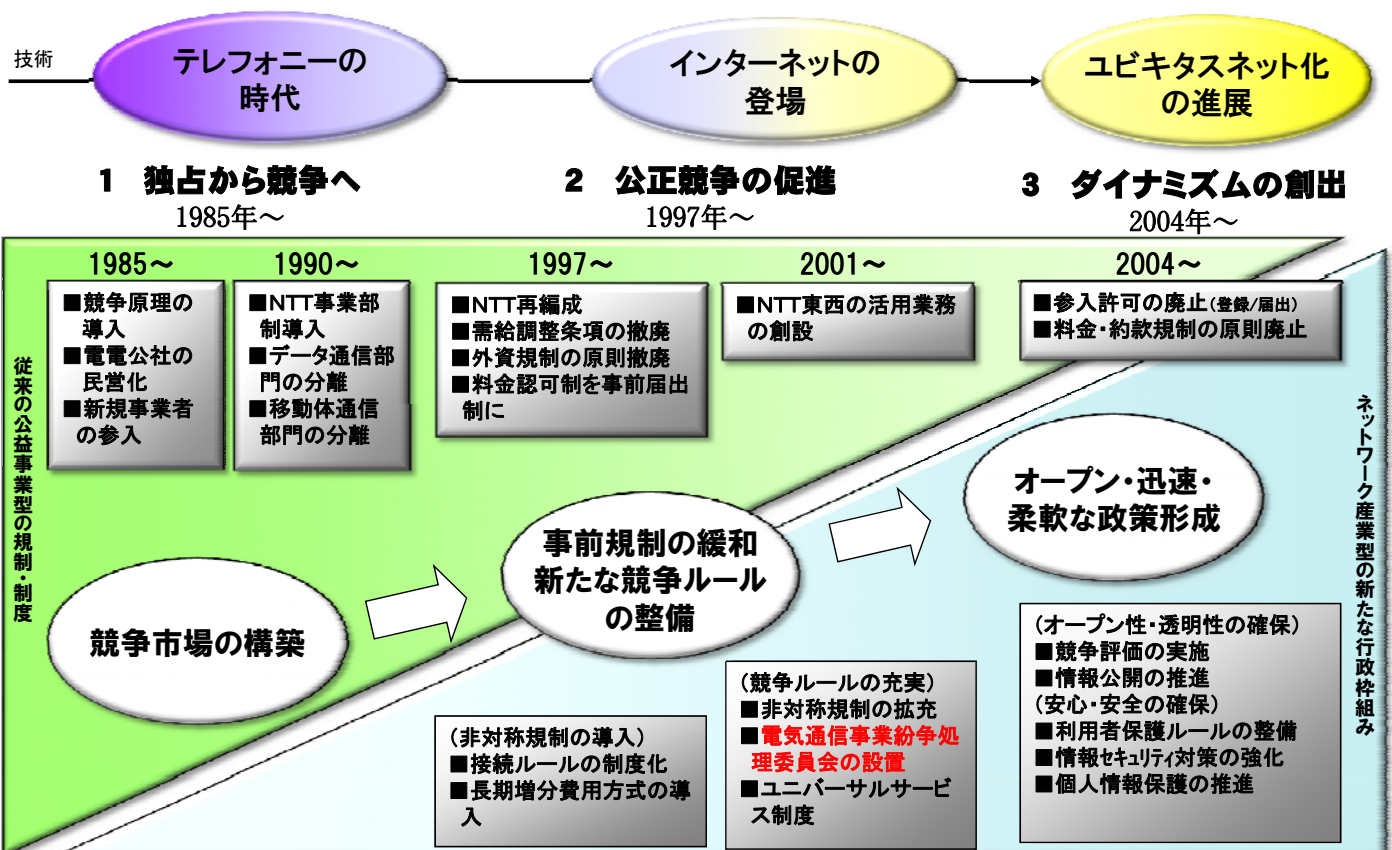 技術
テレフォニーの
時代
インターネットの
登場
ユビキタスネット化
の進展
1　独占から競争へ
1985年～
2　公正競争の促進
1997年～
3　ダイナミズムの創出
2004年～
従来の公益事業型の規制・制度
1985～
■競争原理の
導入
■電電公社の
民営化
■新規事業者
の参入
1990～
■NTT事業部
制導入
■データ通信部
門の分離
■移動体通信
部門の分離
1997～
■NTT再編成
■需給調整条項の撤廃
■外資規制の原則撤廃
■料金認可制を事前届出
制に
2001～
■NTT東西の活用業務
の創設
2004～
■参入許可の廃止(登録/届出)
■料金・約款規制の原則廃止
競争市場の構築
事前規制の緩和
新たな競争ルール
の整備
オープン・迅速・
柔軟な政策形成
(非対称規制の導入)
■接続ルールの制度化
■長期増分費用方式の導
入
(競争ルールの充実)
■非対称規制の拡充
■電気通信事業紛争処
理委員会の設置
■ユニバーサルサービ
ス制度
(オープン性・透明性の確保)
■競争評価の実施
■情報公開の推進
(安心・安全の確保)
■利用者保護ルールの整備
■情報セキュリティ対策の強化
■個人情報保護の推進
ネットワーク産業型の新たな行政枠組み